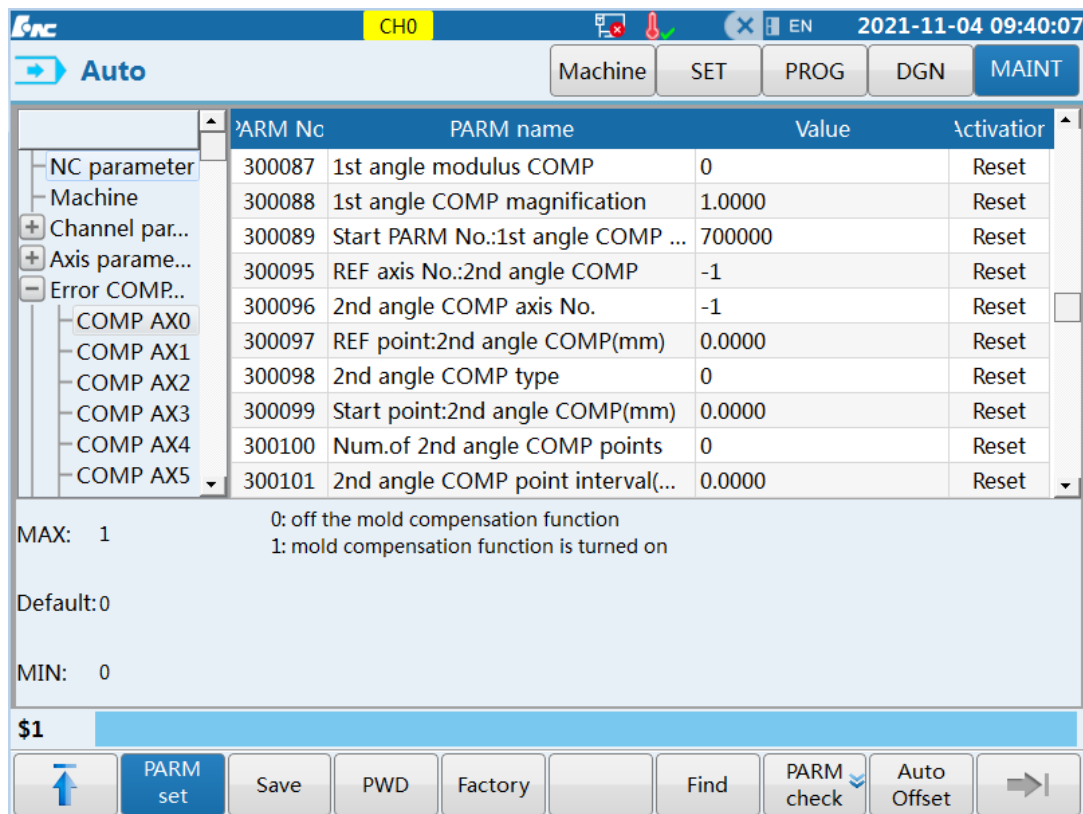 CH0
EN
2021-11-04 09:40:07
Auto
Machine
SET
PROG
DGN
MAINT
NC parameter
Machine
Channel par...
Axis parame...
Error COMP...
COMP AX0
COMP AX1
COMP AX2
COMP AX3
COMP AX4
COMP AX5
PARM No PARM name Value Activation
300087 1st angle modulus COMP 0 Reset
300088 1st angle COMP magnification 1.0000 Reset
300089 Start PARM No.:1st angle COMP ... 700000 Reset
300095 REF axis No.:2nd angle COMP -1 Reset
300096 2nd angle COMP axis No. -1 Reset
300097 REF point:2nd angle COMP(mm) 0.0000 Reset
300098 2nd angle COMP type 0 Reset
300099 Start point:2nd angle COMP(mm) 0.0000 Reset
300100 Num.of 2nd angle COMP points 0 Reset
300101 2nd angle COMP point interval(... 0.0000 Reset
MAX: 1
0: off the mold compensation function
1: mold compensation function is turned on
Default: 0
MIN: 0
$1
PARM
set
Save
PWD
Factory
Find
PARM
check
Auto
Offset